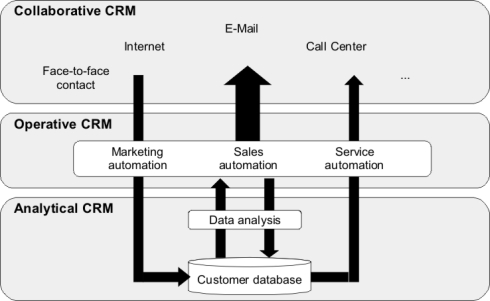 Collaborative CRM
E-Mail
Internet
Call Center
Face-to-face
contact
...
Operative CRM
Marketing
automation
Sales
automation
Service
automation
Analytical CRM
Data analysis
Customer database